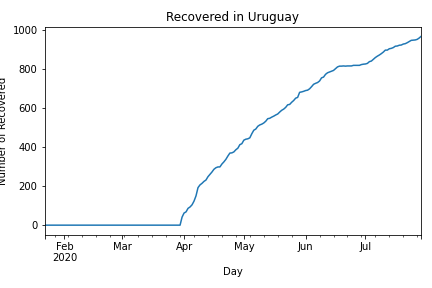 Recovered in Uruguay
1000
800
600
400
200
0
Number of Recovered
Feb
2020
Mar
Apr
May
Jun
Jul
Day